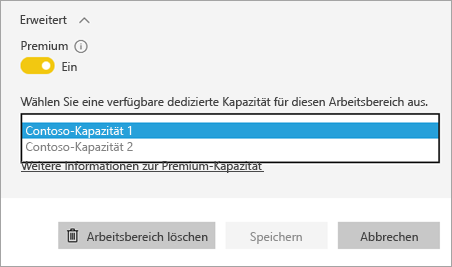 Erweitert
Premium
Ein
Wählen Sie eine verfügbare dedizierte Kapazität für diesen Arbeitsbereich aus.
Contoso-Kapazität 1
Contoso-Kapazität 2
Weitere Informationen zur Premium-Kapazität
Arbeitsbereich löschen Speichern Abbrechen